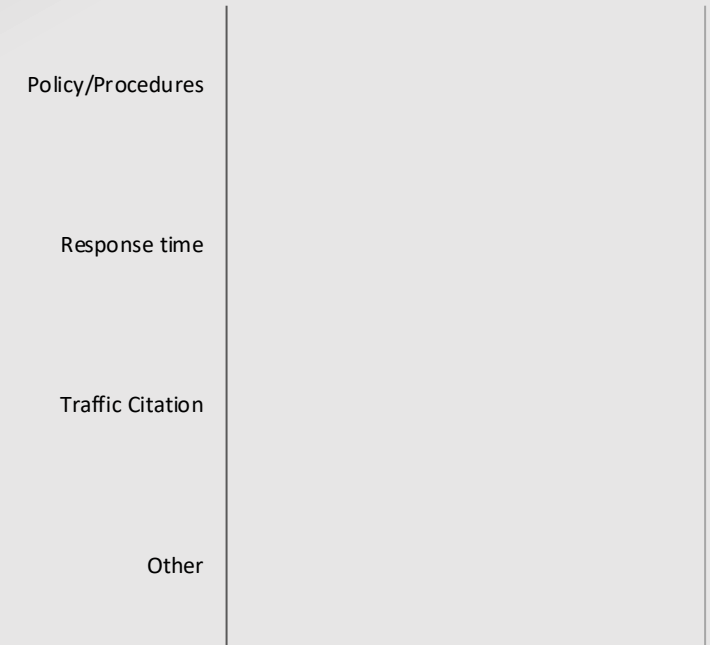 Policy/Procedures
Response time
Traffic Citation
Other